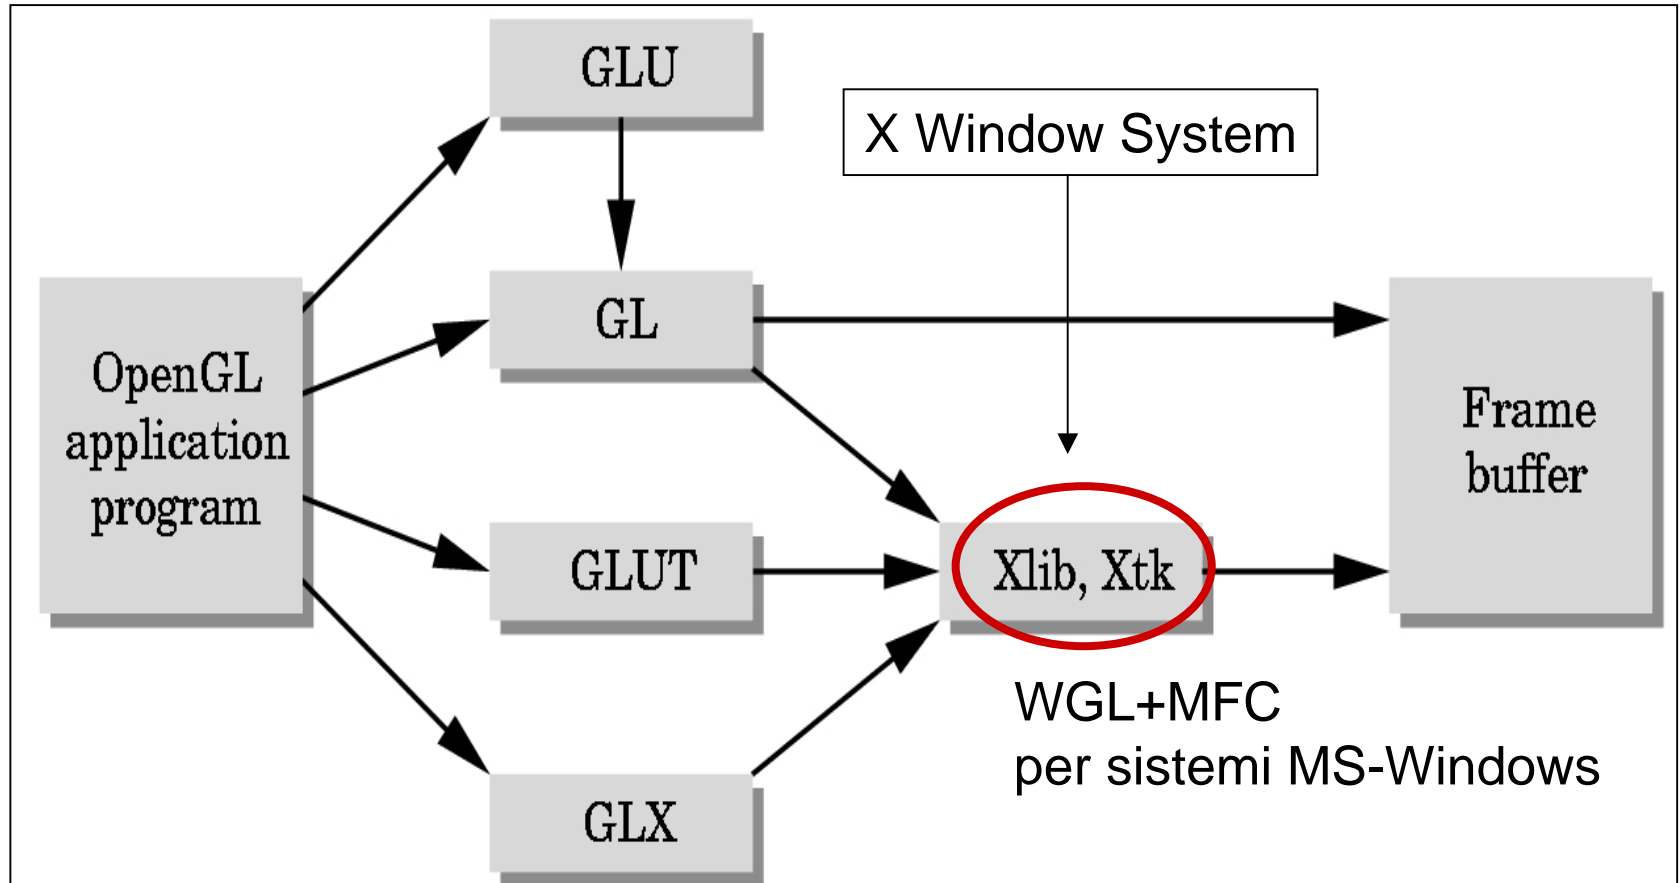 GLU
X Window System
GL
OpenGL
application
program
Frame
buffer
GLUT
Xlib, Xtk
WGL+MFC
per sistemi MS-Windows
GLX